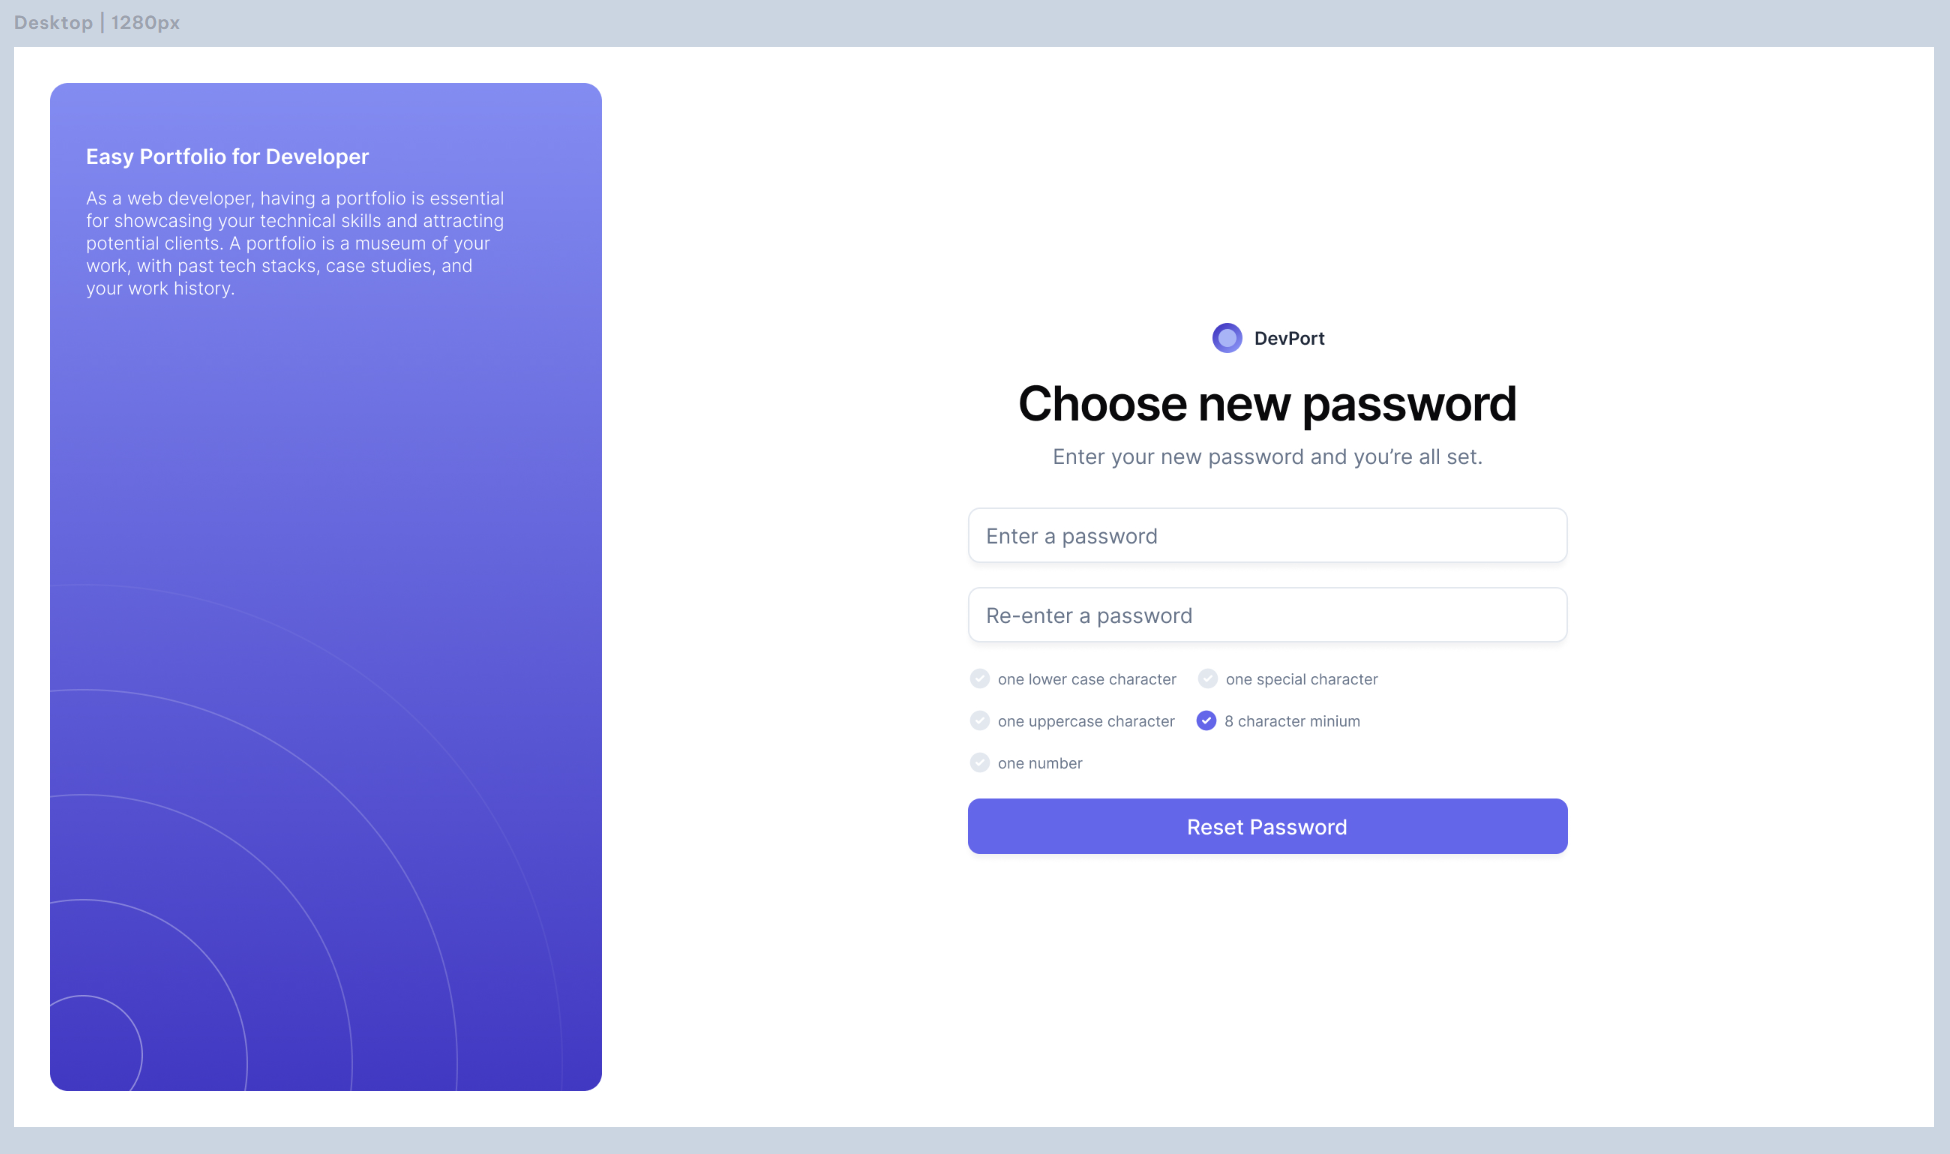 Desktop | 1280px
Easy Portfolio for Developer
As a web developer, having a portfolio is essential
for showcasing your technical skills and attracting
potential clients. A portfolio is a museum of your
work, with past tech stacks, case studies, and
your work history.
DevPort
Choose new password
Enter your new password and you’re all set.
Enter a password
Re-enter a password
one lower case character
one special character
one uppercase character
8 character minium
one number
Reset Password